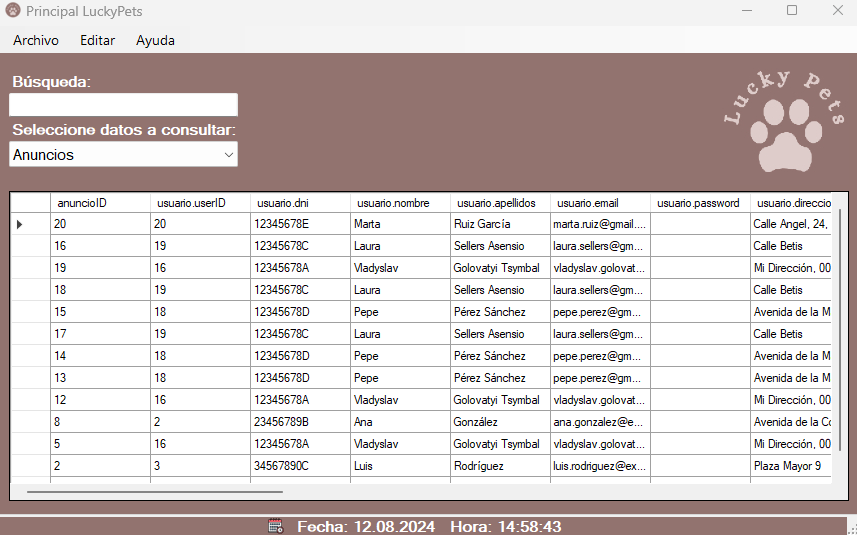 Principal LuckyPets
Archivo Editar Ayuda
Búsqueda:
Lucky Pets
Seleccione datos a consultar:
Anuncios
anuncioID usuario.userID usuario.dni usuario.nombre usuario.apellidos usuario.email usuario.password usuario.direccio
20 20 12345678E Marta Ruiz García marta.ruiz@gmail.... Calle Angel, 24,
16 19 12345678C Laura Sellers Asensio laura.sellers@gm... Calle Betis
19 16 12345678A Vladyslav Golovatyi Tsymbal vladyslav.golovat... Mi Dirección, 00
18 19 12345678C Laura Sellers Asensio laura.sellers@gm... Calle Betis
15 18 12345678D Pepe Pérez Sánchez pepe.perez@gm... Avenida de la M
17 19 12345678C Laura Sellers Asensio laura.sellers@gm... Calle Betis
14 18 12345678D Pepe Pérez Sánchez pepe.perez@gm... Avenida de la M
13 18 12345678D Pepe Pérez Sánchez pepe.perez@gm... Avenida de la M
12 16 12345678A Vladyslav Golovatyi Tsymbal vladyslav.golovat... Mi Dirección, 00
8 2 23456789B Ana González ana.gonzalez@e... Avenida de la Co
5 16 12345678A Vladyslav Golovatyi Tsymbal vladyslav.golovat... Mi Dirección, 00
2 3 34567890C Luis Rodríguez luis.rodriguez@ex... Plaza Mayor 9
Fecha: 12.08.2024 Hora: 14:58:43